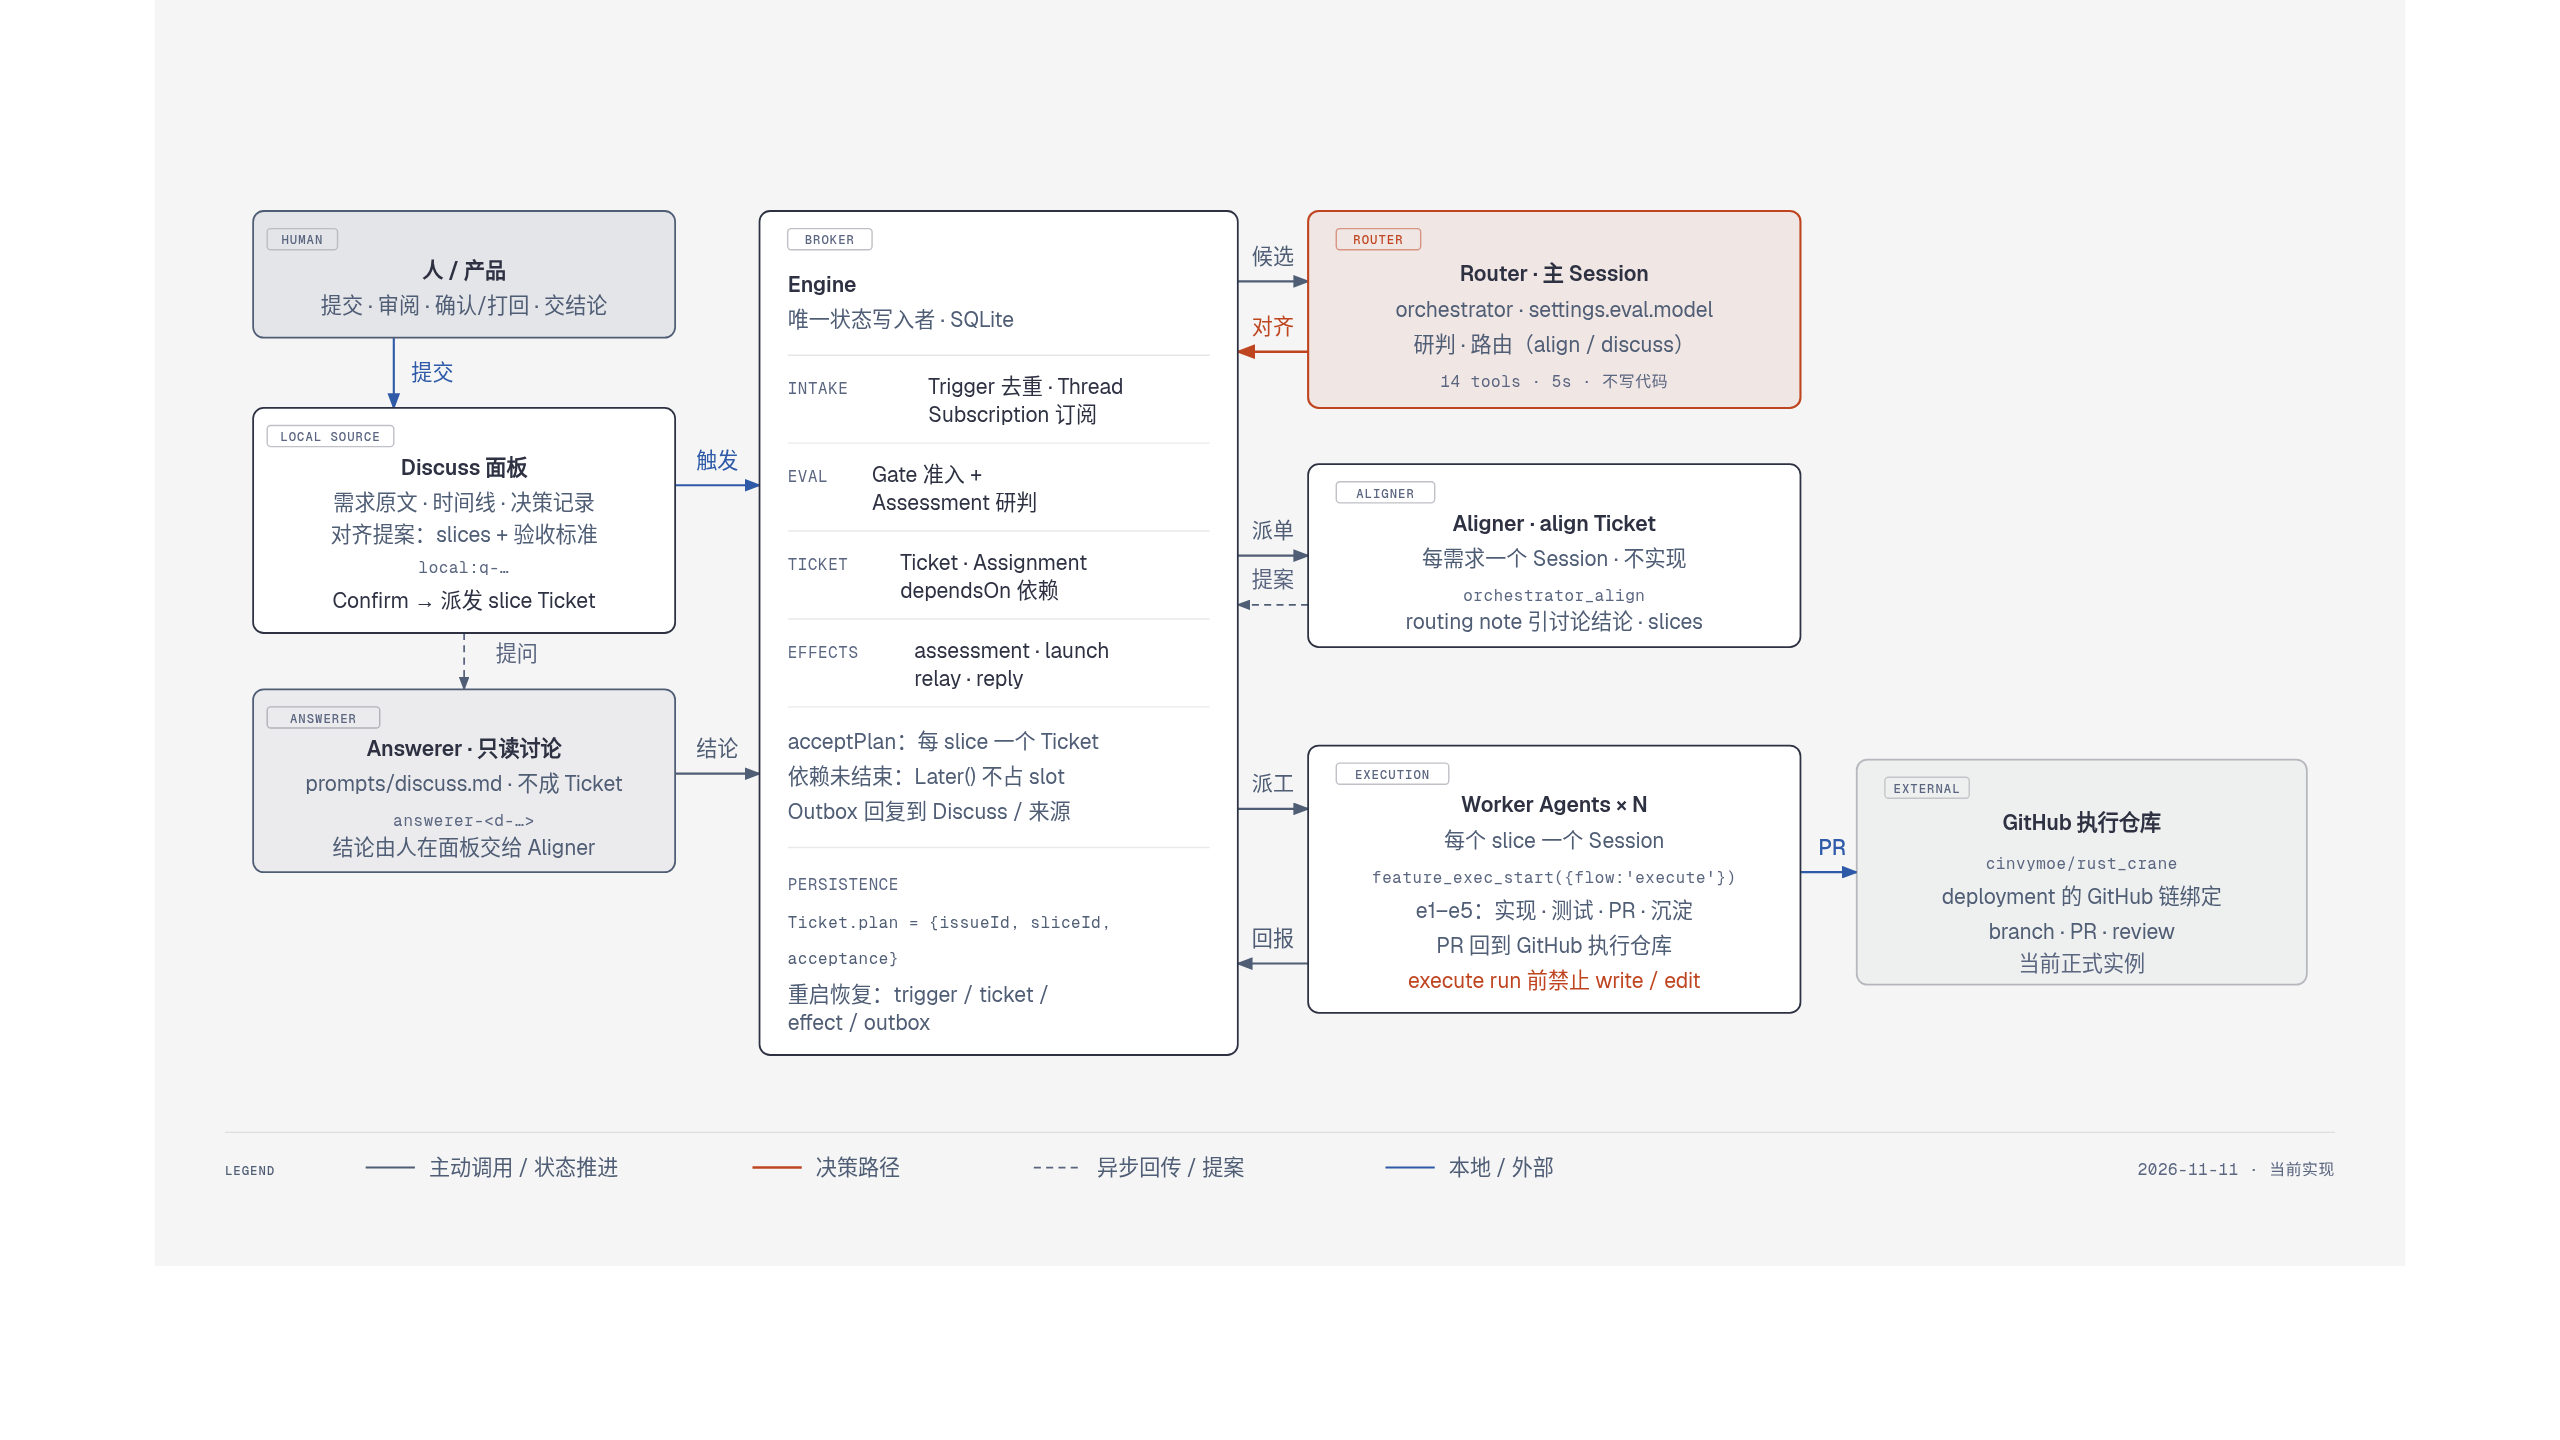 HUMAN
人 / 产品
提交 · 审阅 · 确认/打回 · 交结论
提交
LOCAL SOURCE
Discuss 面板
需求原文 · 时间线 · 决策记录
对齐提案：slices + 验收标准
local:q-…
Confirm → 派发 slice Ticket
提问
ANSWERER
Answerer · 只读讨论
prompts/discuss.md · 不成 Ticket
answerer-<d-…>
结论由人在面板交给 Aligner
触发
结论
BROKER
Engine
唯一状态写入者 · SQLite
INTAKE
Trigger 去重 · Thread
Subscription 订阅
EVAL
Gate 准入 +
Assessment 研判
TICKET
Ticket · Assignment
dependsOn 依赖
EFFECTS
assessment · launch
relay · reply
acceptPlan：每 slice 一个 Ticket
依赖未结束：Later() 不占 slot
Outbox 回复到 Discuss / 来源
PERSISTENCE
Ticket.plan = {issueId, sliceId,
acceptance}
重启恢复：trigger / ticket /
effect / outbox
候选
对齐
派单
提案
派工
回报
ROUTER
Router · 主 Session
orchestrator · settings.eval.model
研判 · 路由（align / discuss）
14 tools · 5s · 不写代码
ALIGNER
Aligner · align Ticket
每需求一个 Session · 不实现
orchestrator_align
routing note 引讨论结论 · slices
EXECUTION
Worker Agents × N
每个 slice 一个 Session
feature_exec_start({flow:'execute'})
e1–e5：实现 · 测试 · PR · 沉淀
PR 回到 GitHub 执行仓库
execute run 前禁止 write / edit
PR
EXTERNAL
GitHub 执行仓库
cinvymoe/rust_crane
deployment 的 GitHub 链绑定
branch · PR · review
当前正式实例
LEGEND
主动调用 / 状态推进
决策路径
异步回传 / 提案
本地 / 外部
2026-11-11 · 当前实现